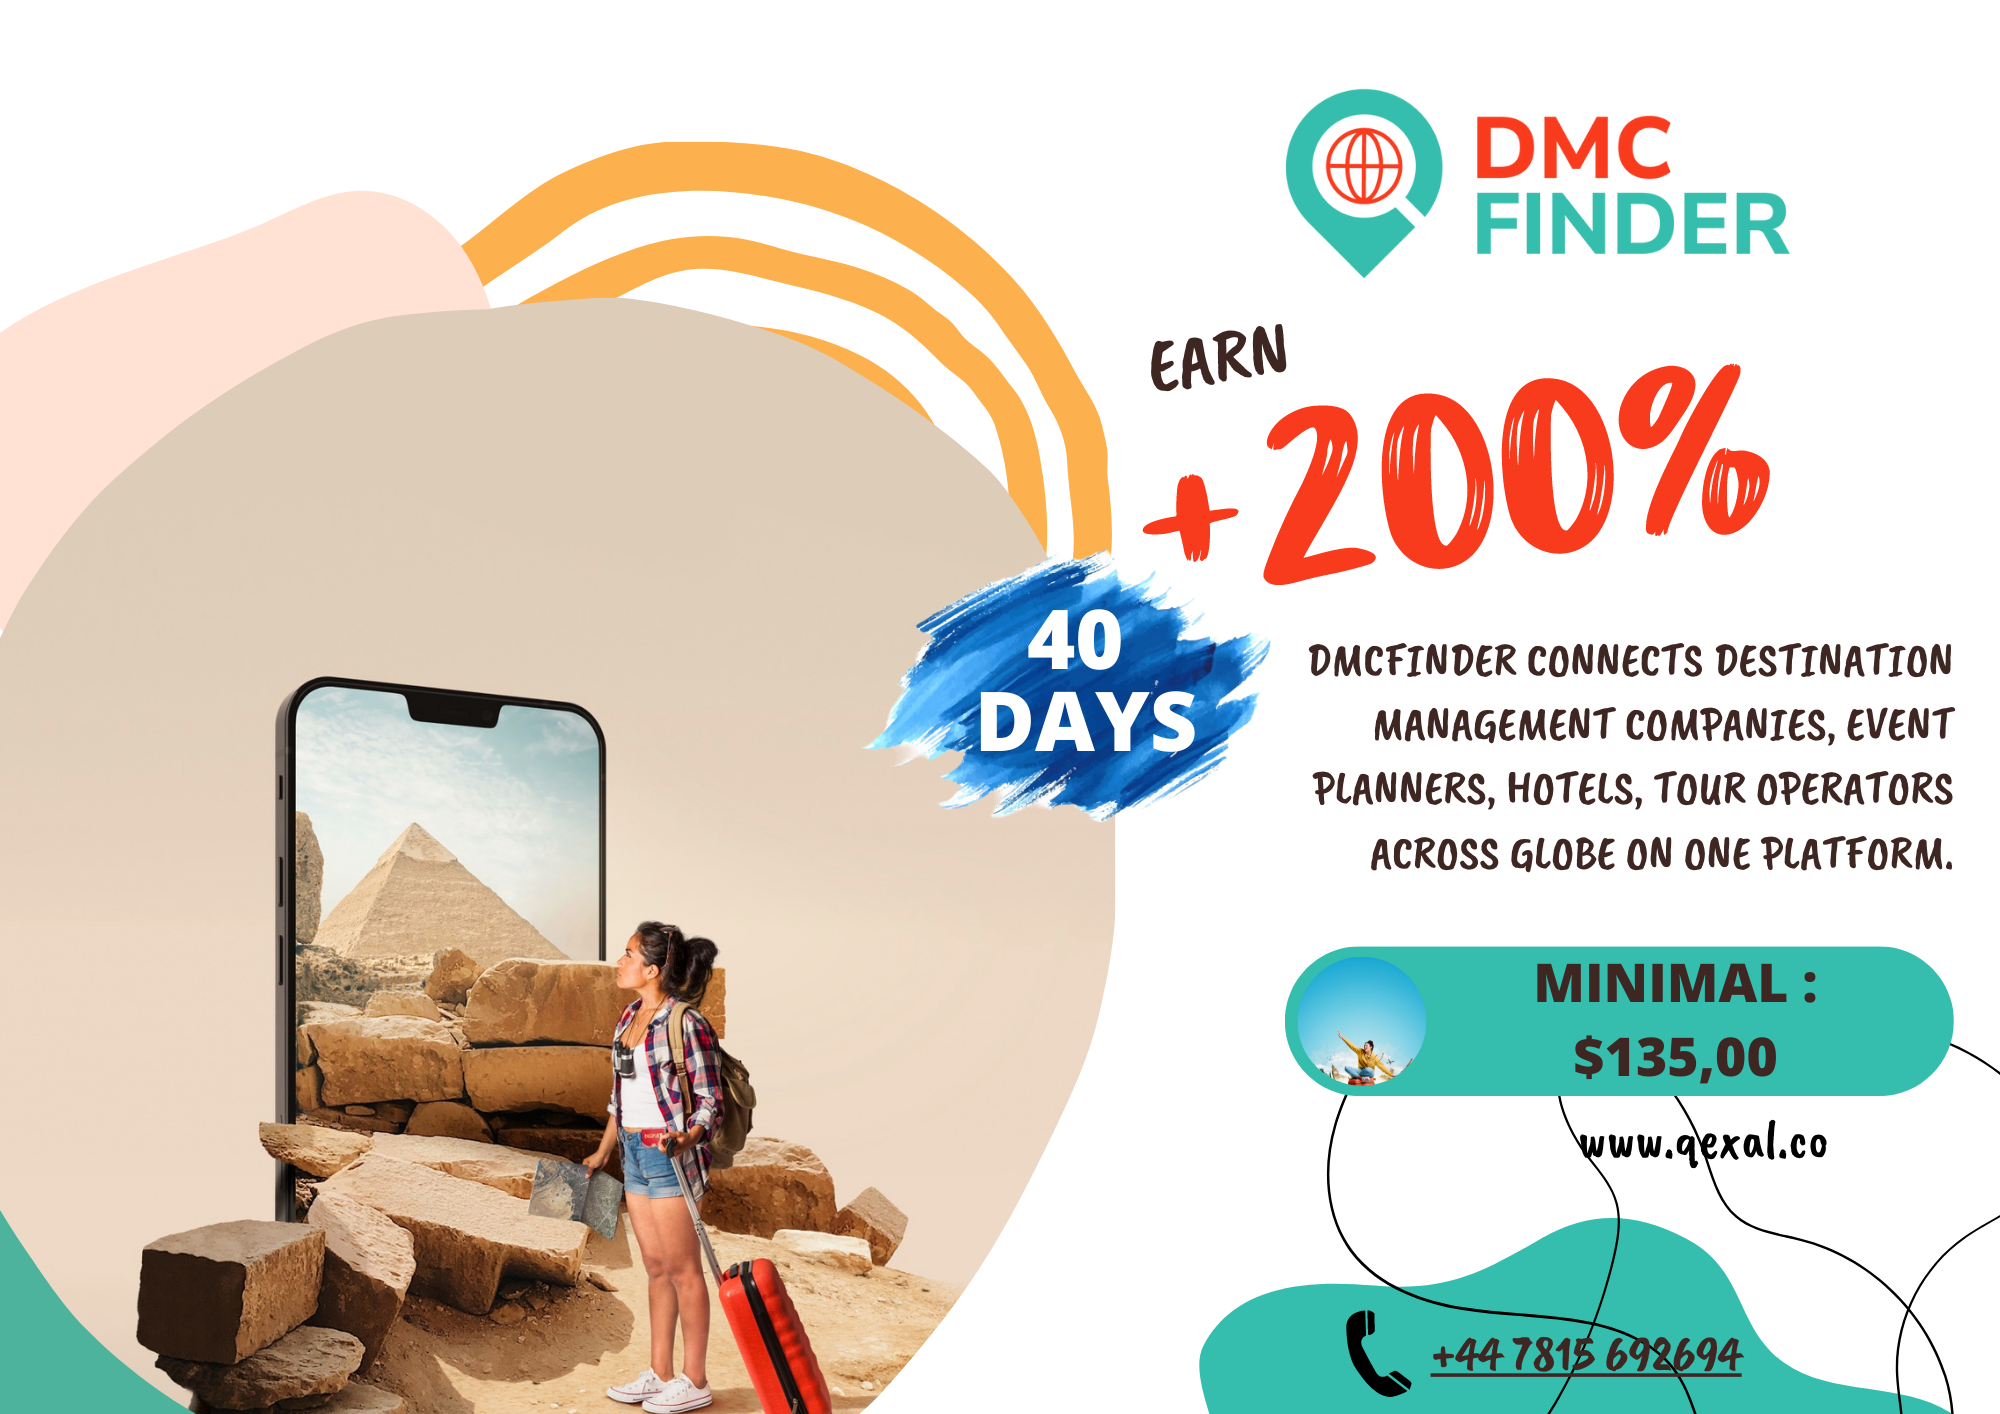 DMC
FINDER
EARN
+200%
40
DAYS
DMCFINDER CONNECTS DESTINATION
MANAGEMENT COMPANIES, EVENT
PLANNERS, HOTELS, TOUR OPERATORS
ACROSS GLOBE ON ONE PLATFORM.
MINIMAL :
$135,00
www.qexal.co
+44 7815 692694